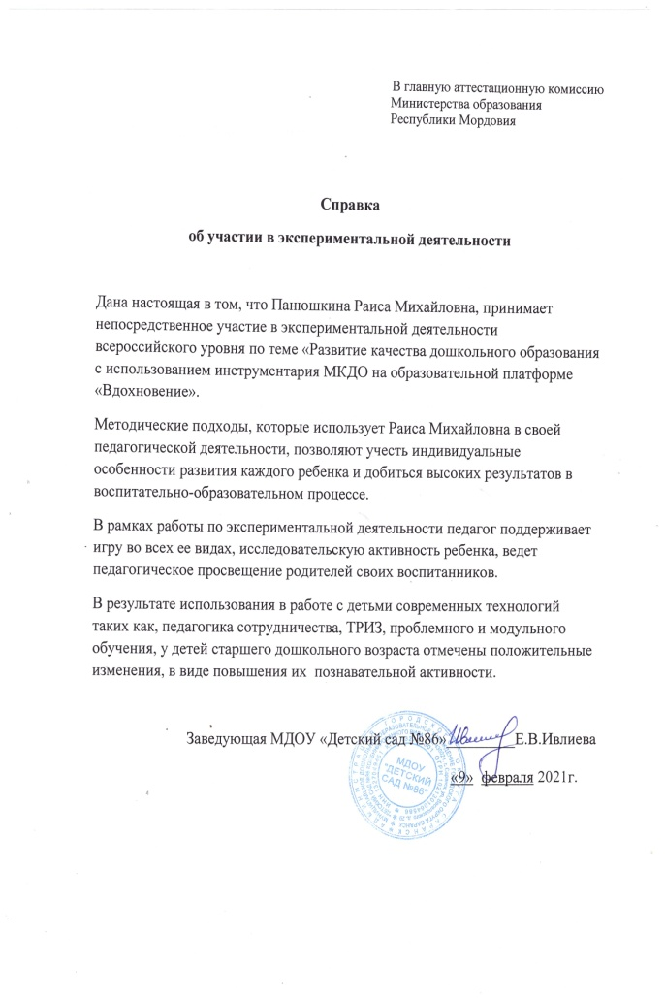 В главную аттестационную комиссию
Министерства образования
Республики Мордовия
Справка
об участии в экспериментальной деятельности
Дана настоящая в том, что Панюшкина Раиса Михайловна, принимает
непосредственное участие в экспериментальной деятельности
всероссийского уровня по теме «Развитие качества дошкольного образования
с использованием инструментария МКДО на образовательной платформе
«Вдохновение».
Методические подходы, которые использует Раиса Михайловна в своей
педагогической деятельности, позволяют учесть индивидуальные
особенности развития каждого ребенка и добиться высоких результатов в
воспитательно-образовательном процессе.
В рамках работы по экспериментальной деятельности педагог поддерживает
игру во всех ее видах, исследовательскую активность ребенка, ведет
педагогическое просвещение родителей своих воспитанников.
В результате использования в работе с детьми современных технологий
таких как, педагогика сотрудничества, ТРИЗ, проблемного и модульного
обучения, у детей старшего дошкольного возраста отмечены положительные
изменения, в виде повышения их познавательной активности.
Заведующая МДОУ «Детский сад №86» Е.В.Ивлиева
«9» февраля 2021г.
МДОУ
"ДЕТСКИЙ
САД №86"